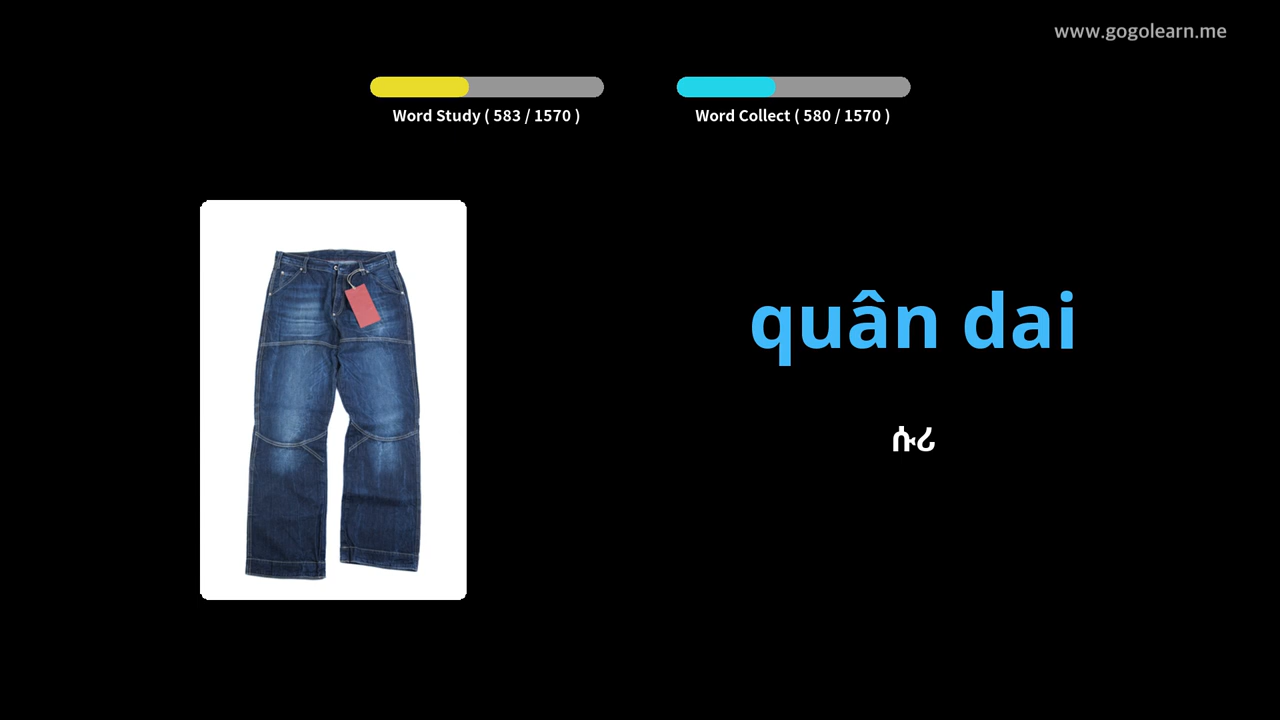 www.gogolearn.me
Word Study ( 583 / 1570 )
Word Collect ( 580 / 1570 )
quân dai
ሱሪ